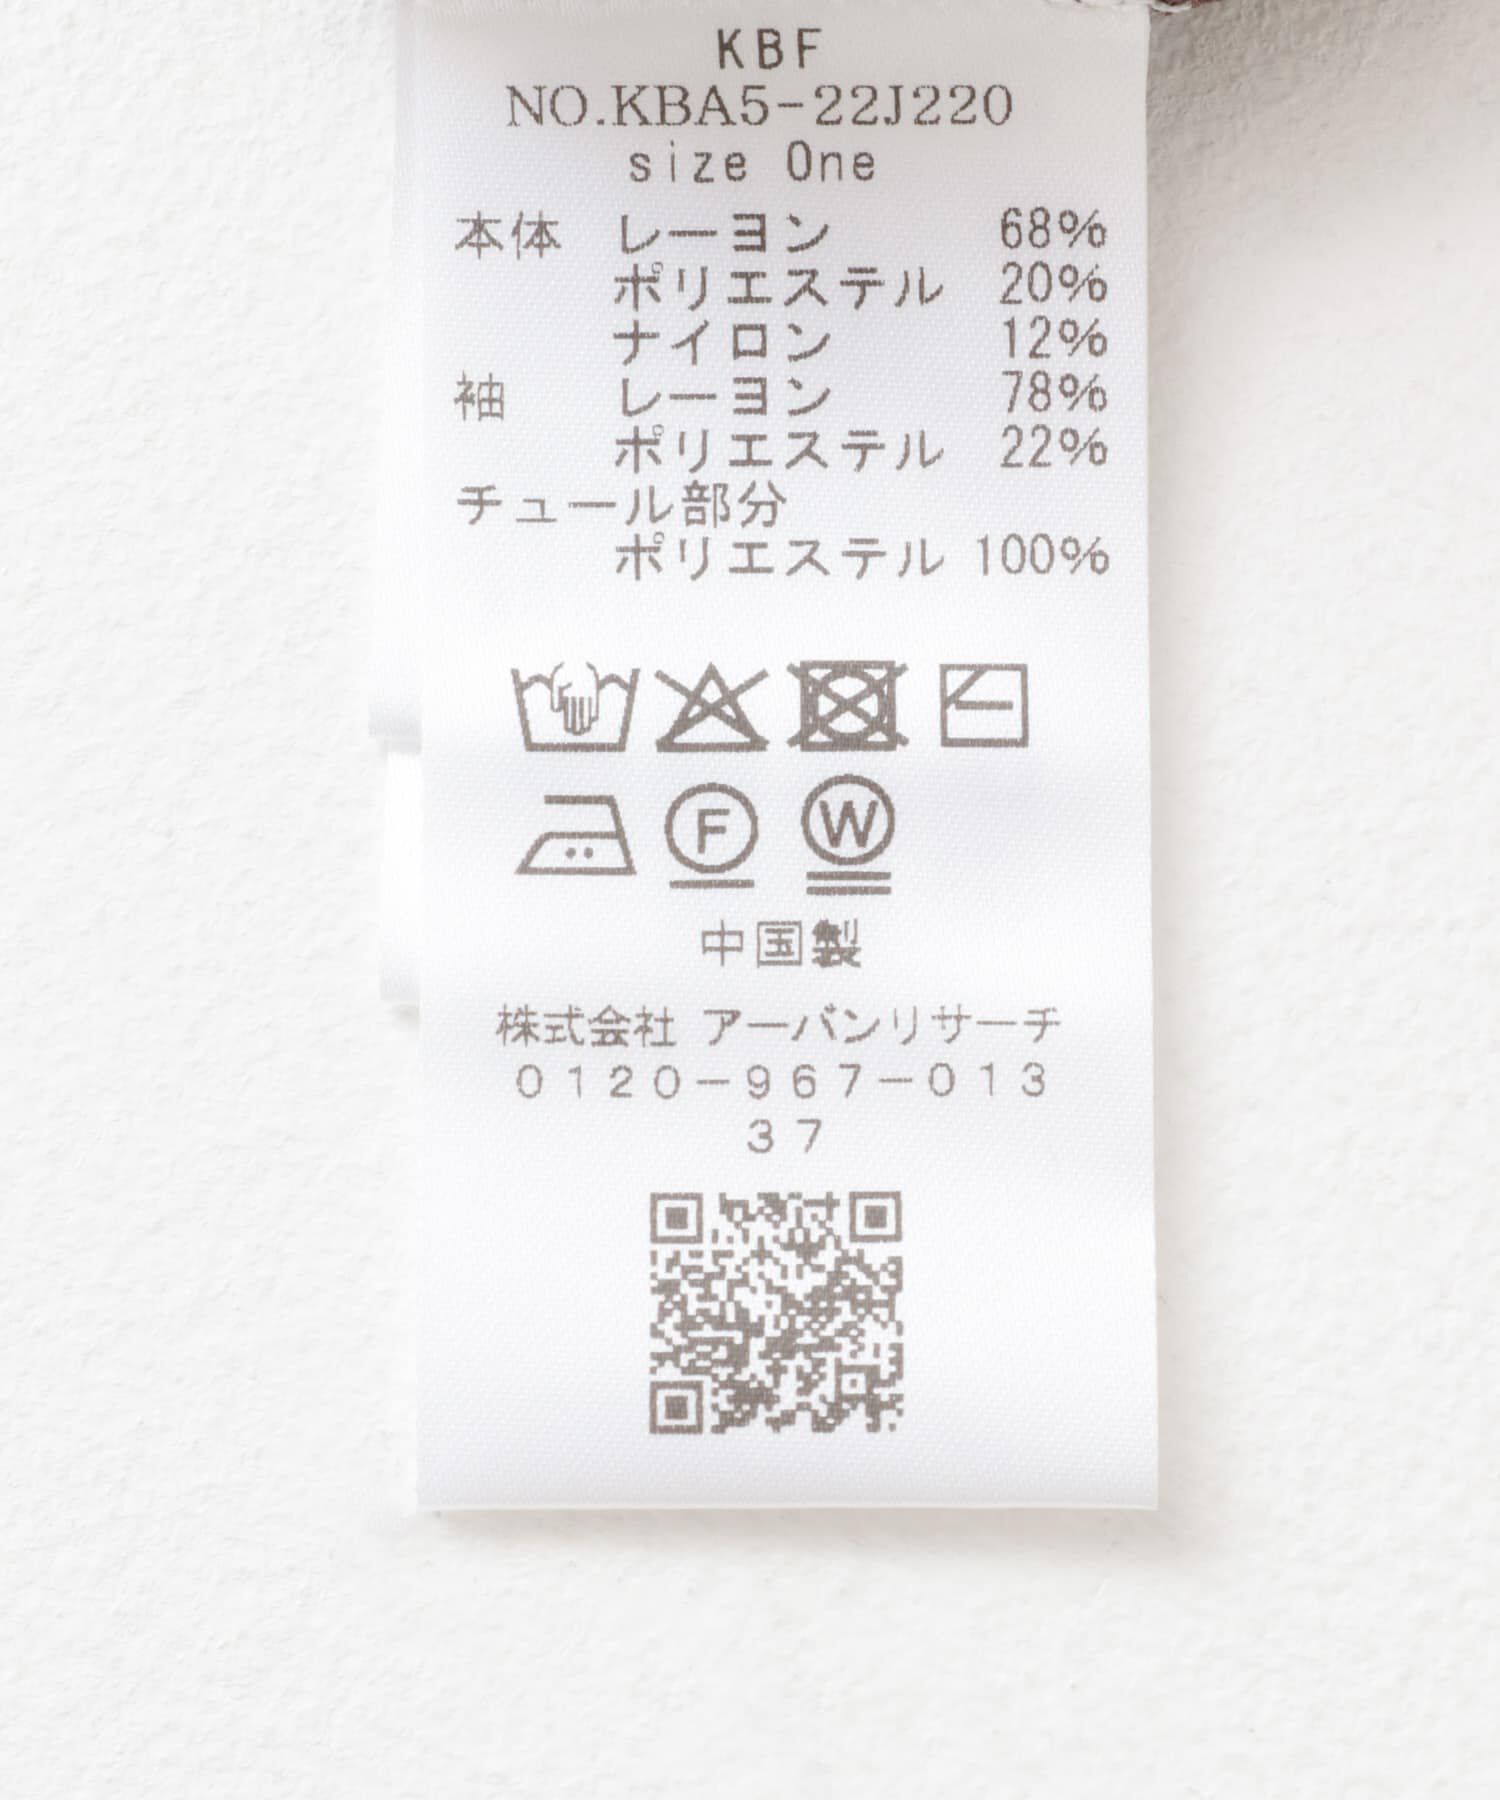 KBF
NO.KBA5-22J220
size One
本体 レーヨン 68%
ポリエステル 20%
ナイロン 12%
袖 レーヨン 78%
ポリエステル 22%
チュール部分
ポリエステル 100%
F W
中国製
株式会社 アーバンリサーチ
0120-967-013
37